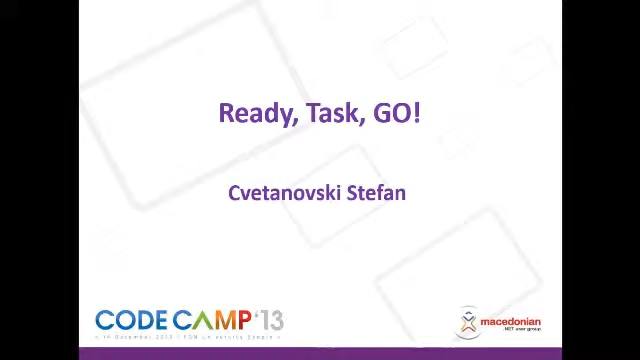 Ready, Task, GO!
Cvetanovski Stefan
CODE CAMP '13
macedonian
.NET user group